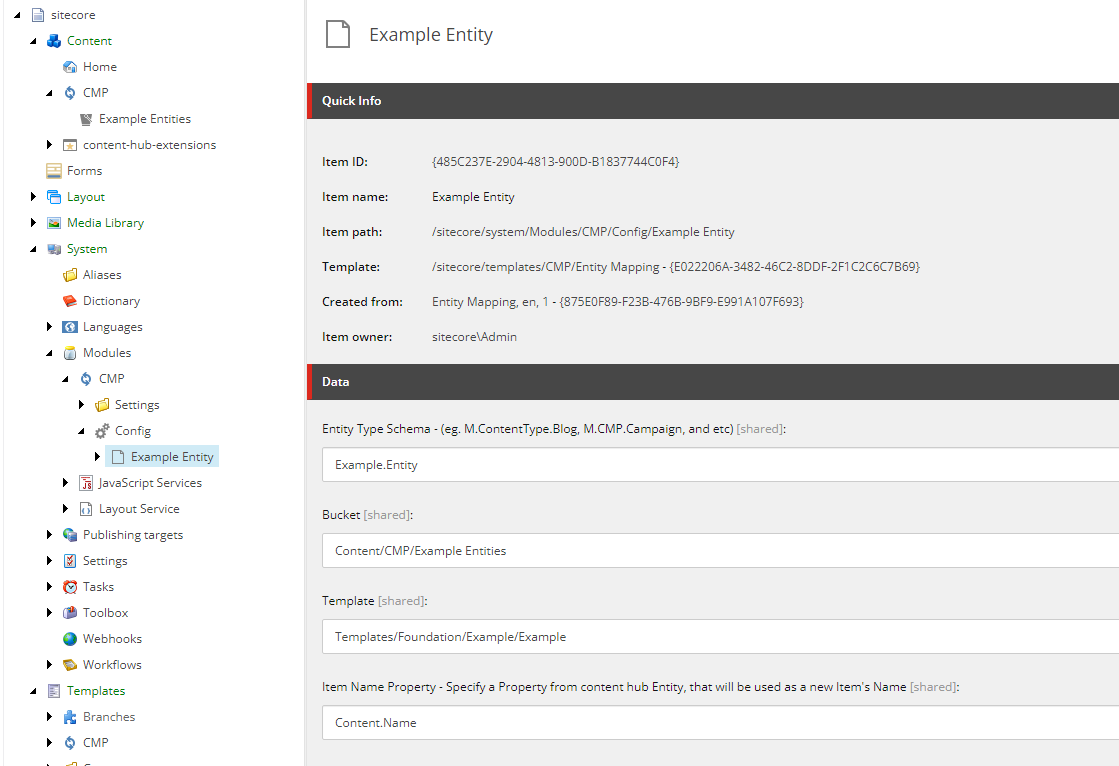 sitecore
Content
Home
CMP
Example Entities
content-hub-extensions
Forms
Layout
Media Library
System
Aliases
Dictionary
Languages
Modules
CMP
Settings
Config
Example Entity
JavaScript Services
Layout Service
Publishing targets
Settings
Tasks
Toolbox
Webhooks
Workflows
Templates
Branches
CMP
Example Entity
Quick Info
Item ID: {485C237E-2904-4813-900D-B1837744C0F4}
Item name: Example Entity
Item path: /sitecore/system/Modules/CMP/Config/Example Entity
Template: /sitecore/templates/CMP/Entity Mapping - {E022206A-3482-46C2-8DDF-2F1C2C6C7B69}
Created from: Entity Mapping, en, 1 - {875E0F89-F23B-476B-9BF9-E991A107F693}
Item owner: sitecore\Admin
Data
Entity Type Schema - (eg. M.ContentType.Blog, M.CMP.Campaign, and etc) [shared]:
Example.Entity
Bucket [shared]:
Content/CMP/Example Entities
Template [shared]:
Templates/Foundation/Example/Example
Item Name Property - Specify a Property from content hub Entity, that will be used as a new Item's Name [shared]:
Content.Name